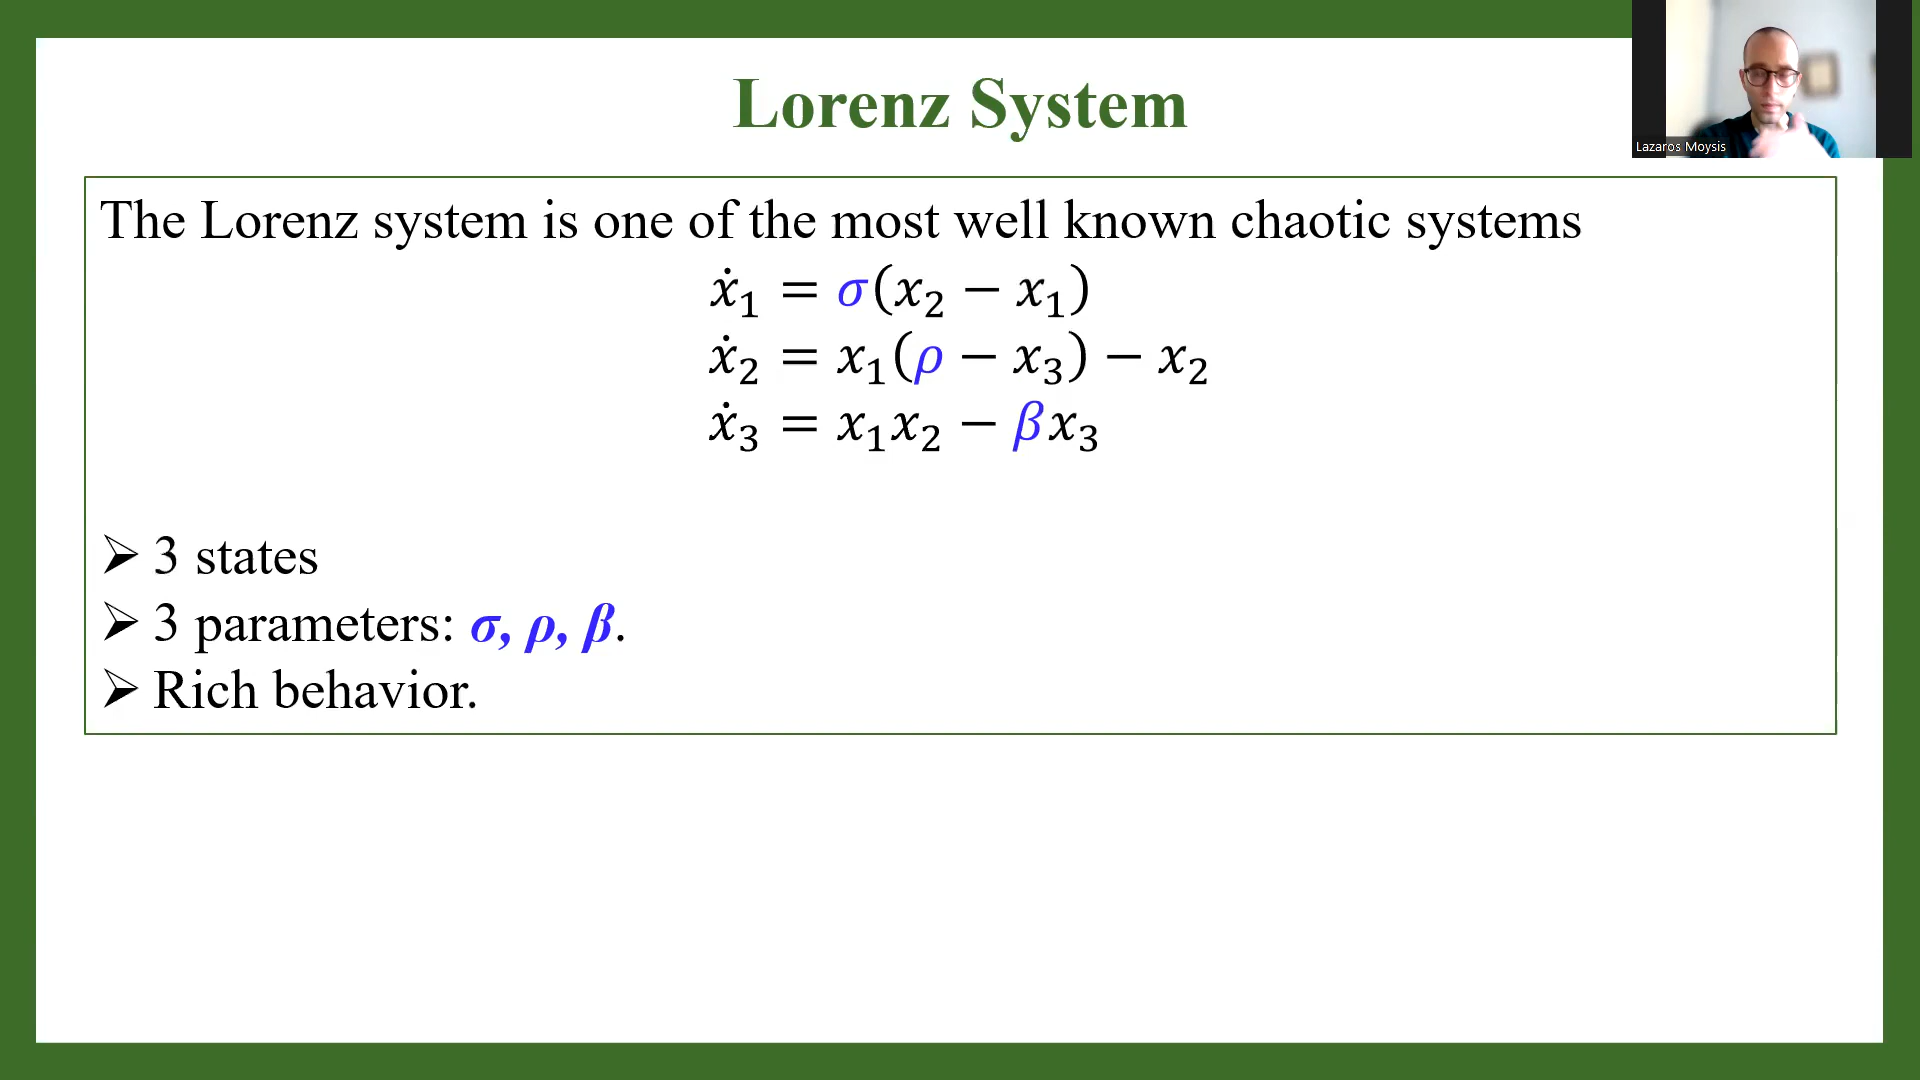 Lorenz System
Lazaros Moysis
The Lorenz system is one of the most well known chaotic systems
ẋ₁ = σ(x₂ − x₁)
ẋ₂ = x₁(ρ − x₃) − x₂
ẋ₃ = x₁x₂ − βx₃
➢ 3 states
➢ 3 parameters: σ, ρ, β.
➢ Rich behavior.